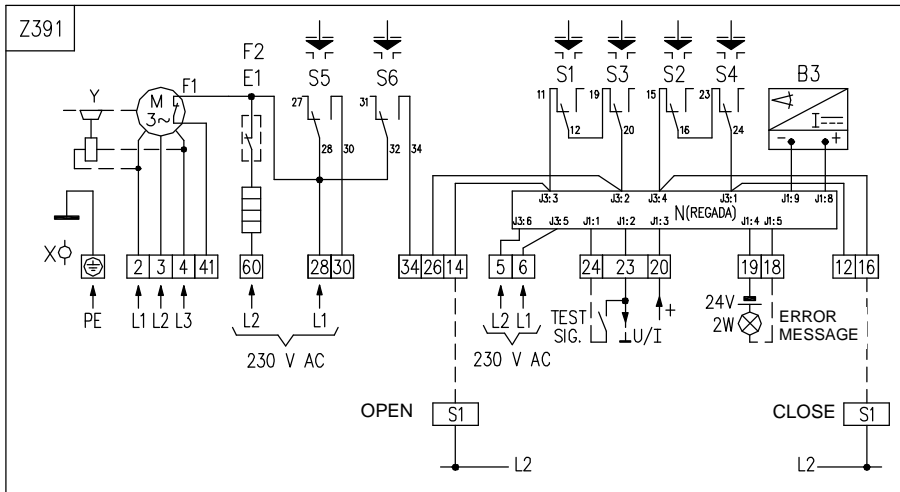 Z391
F2
E1 S5 S6 S1 S3 S2 S4 B3
Y M 3~ F1
27 31 11 19 15 23
12 20 16 24
28 30 32 34
I - +
J3:3 J3:2 J3:4 J3:1 J1:9 J1:8
N(REGADA)
J3:6 J3:5 J1:1 J1:2 J1:3 J1:4 J1:5
X
2 3 4 41 60 28 30 34 26 14 5 6 24 23 20 19 18 12 16
PE L1 L2 L3 L2 L1 L2 L1
230 V AC
230 V AC
TEST
SIG.
U/I
+
24V
2W
ERROR
MESSAGE
OPEN S1
CLOSE S1
L2
L2